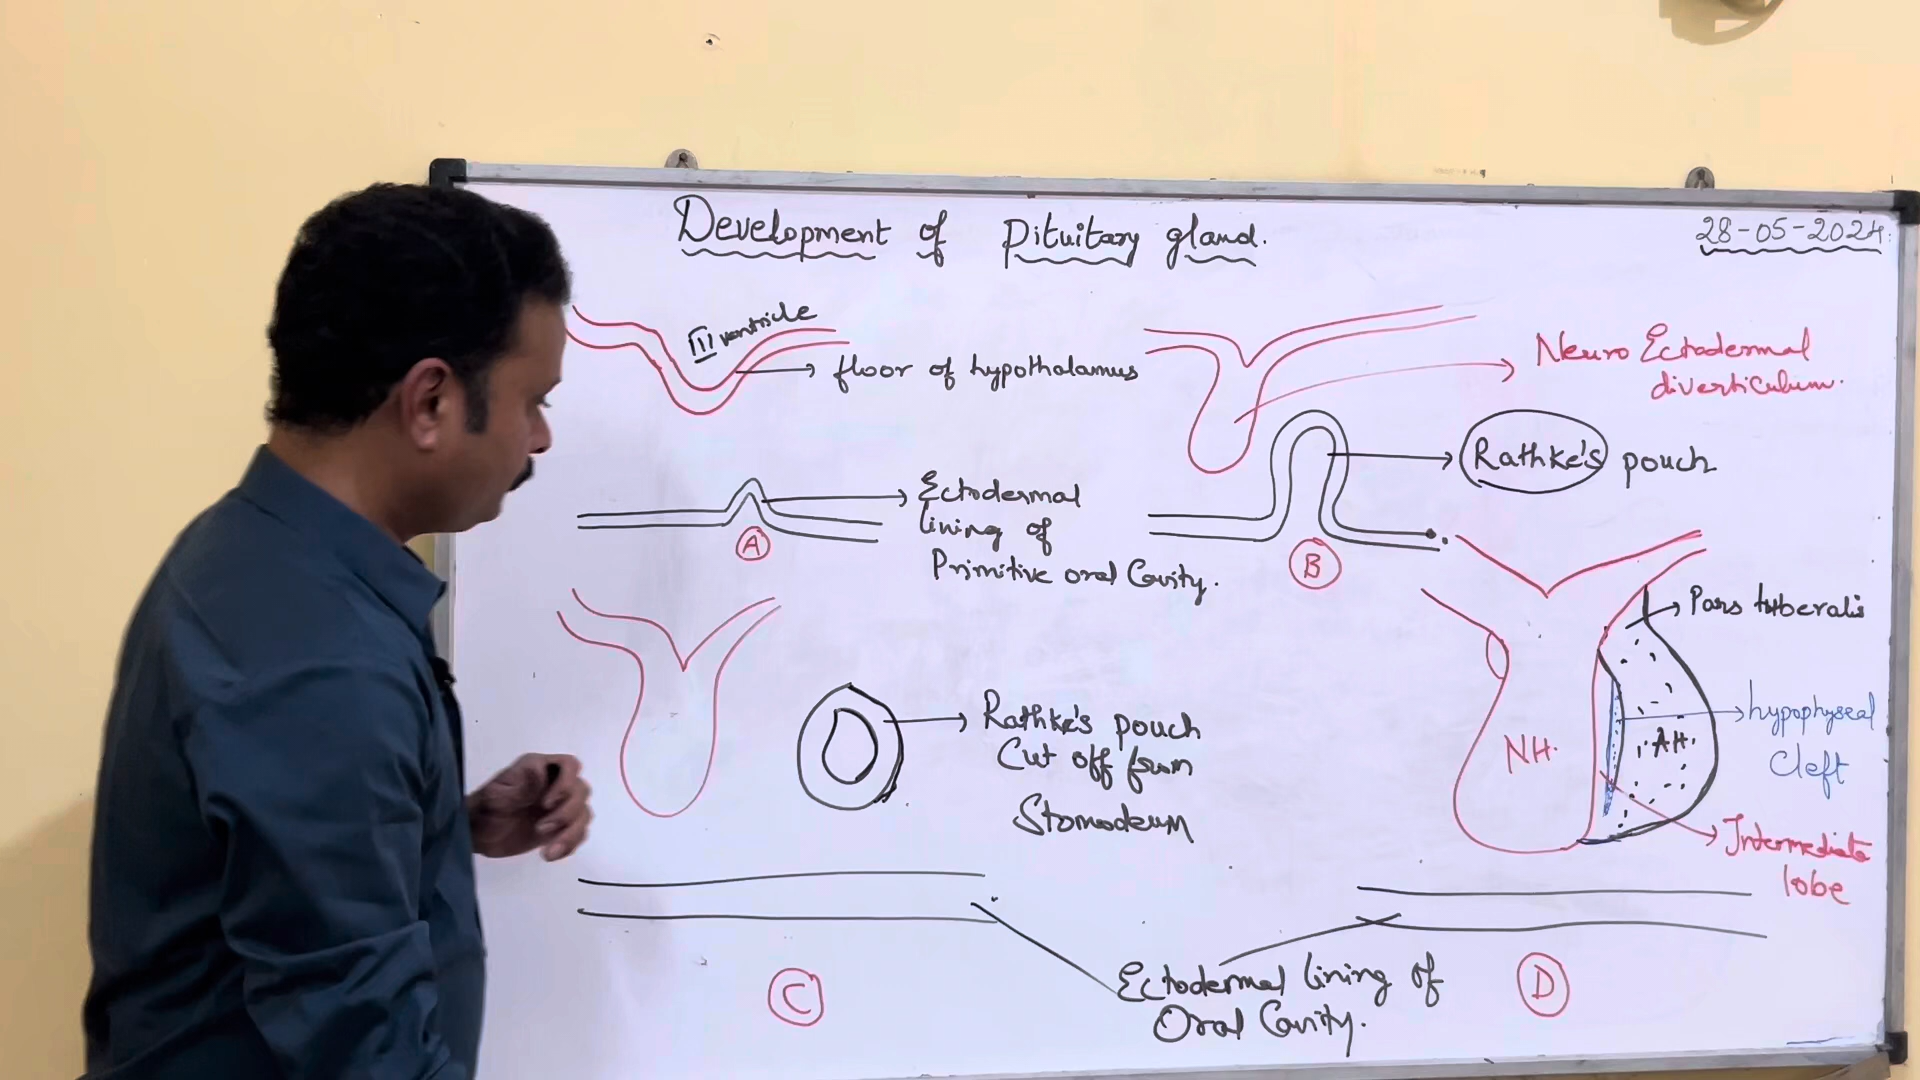 Development of Pituitary gland.
28-05-2024
III ventricle
floor of hypothalamus
Neuro Ectodermal
diverticulum.
Rathke's pouch
Ectodermal
lining of
Primitive oral Cavity.
A
B
Pars tuberalis
hypophyseal
cleft
NH.
AH.
Rathke's pouch
Cut off from
Stomodeum
Intermediate
lobe
Ectodermal lining of
Oral Cavity.
C
D